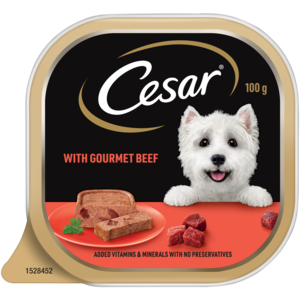 Cesar®
100 g
WITH GOURMET BEEF
ADDED VITAMINS & MINERALS WITH NO PRESERVATIVES
1528452